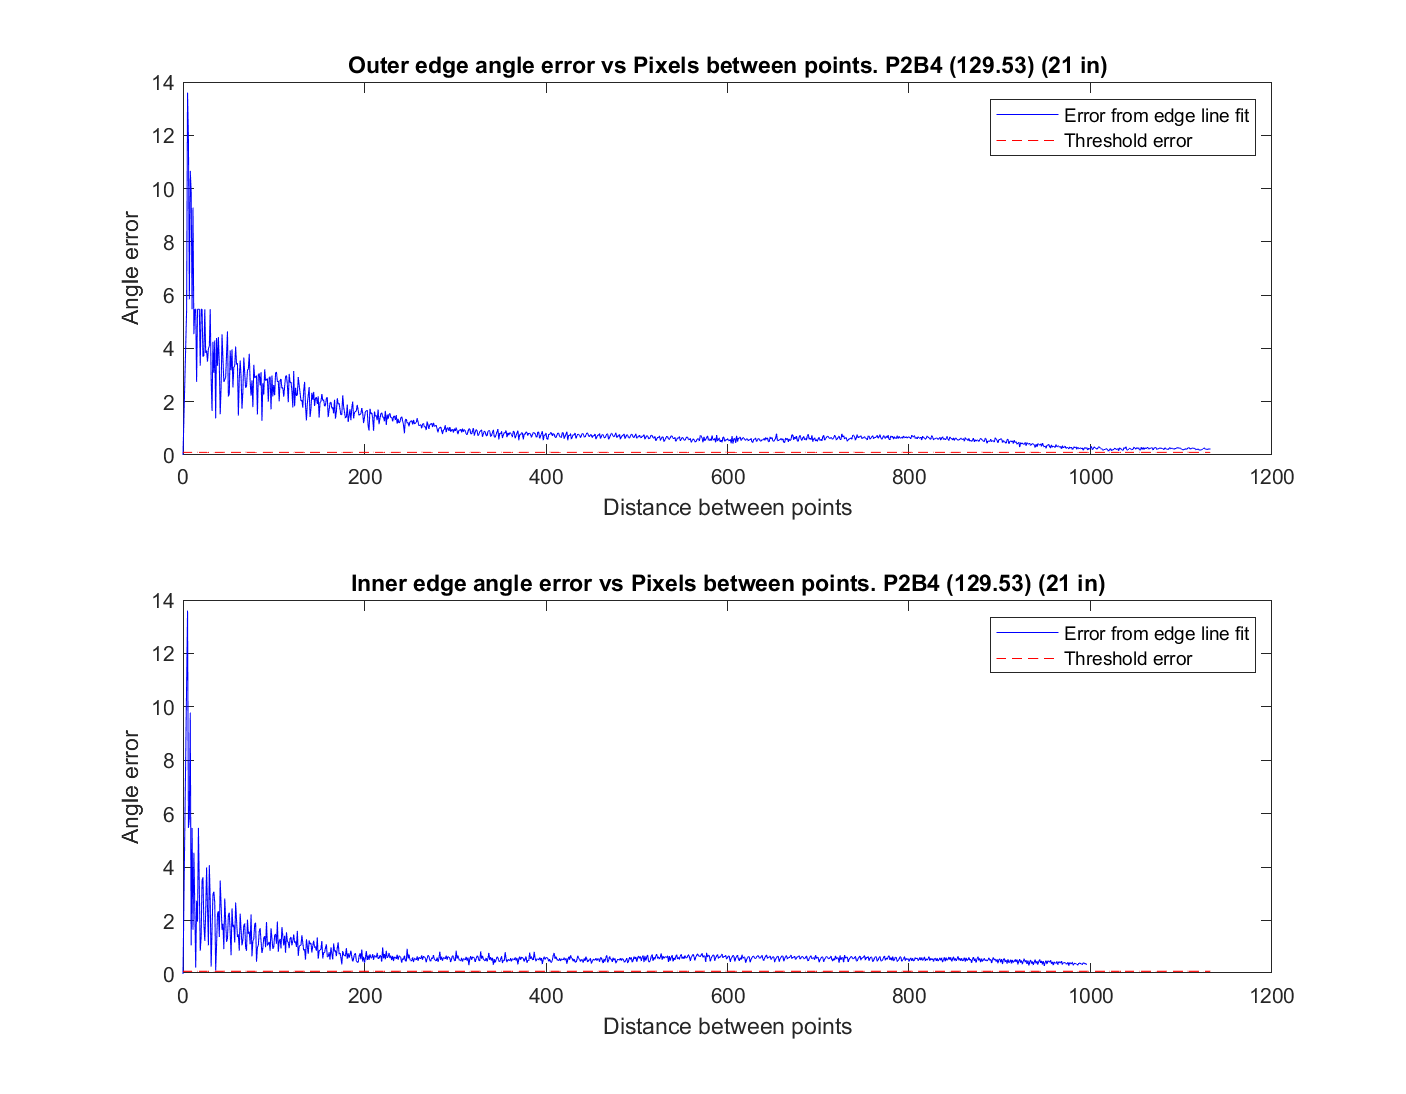 Outer edge angle error vs Pixels between points. P2B4 (129.53) (21 in)
14
12
10
8
6
4
2
0
Angle error
Error from edge line fit
Threshold error
0 200 400 600 800 1000 1200
Distance between points
Inner edge angle error vs Pixels between points. P2B4 (129.53) (21 in)
14
12
10
8
6
4
2
0
Angle error
Error from edge line fit
Threshold error
0 200 400 600 800 1000 1200
Distance between points